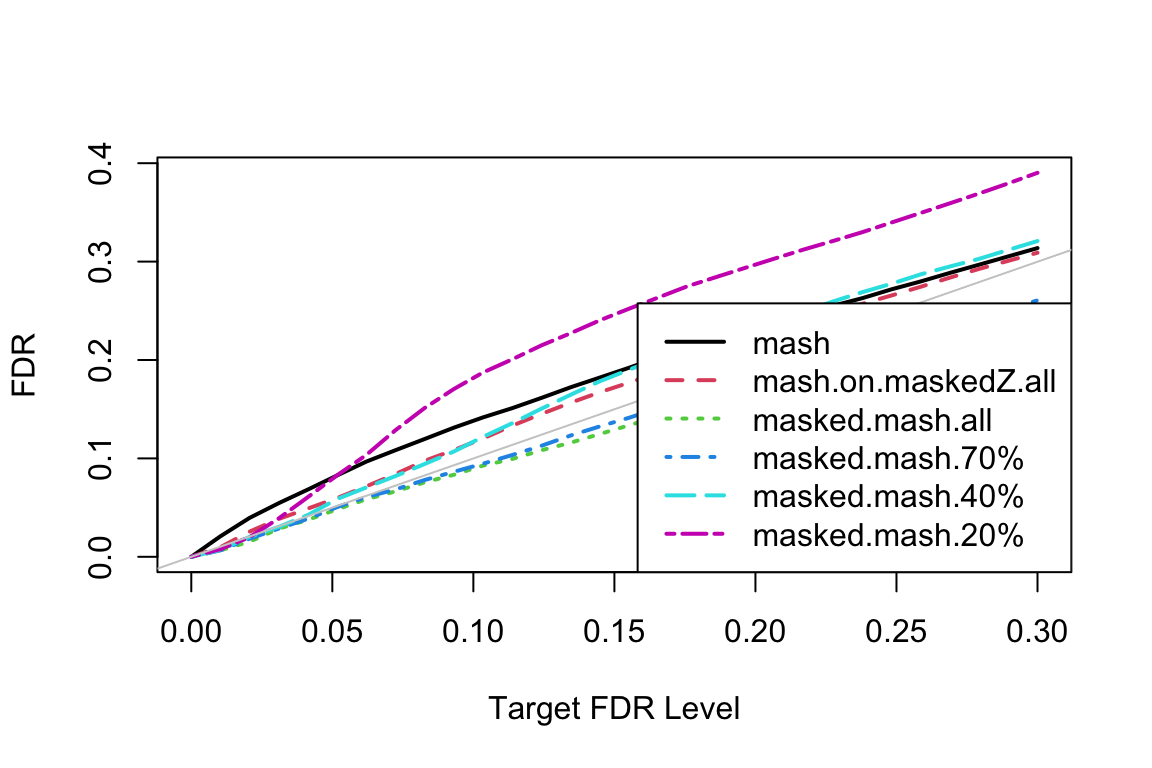 FDR
0.4
0.3
0.2
0.1
0.0
mash
mash.on.maskedZ.all
masked.mash.all
masked.mash.70%
masked.mash.40%
masked.mash.20%
0.00 0.05 0.10 0.15 0.20 0.25 0.30
Target FDR Level